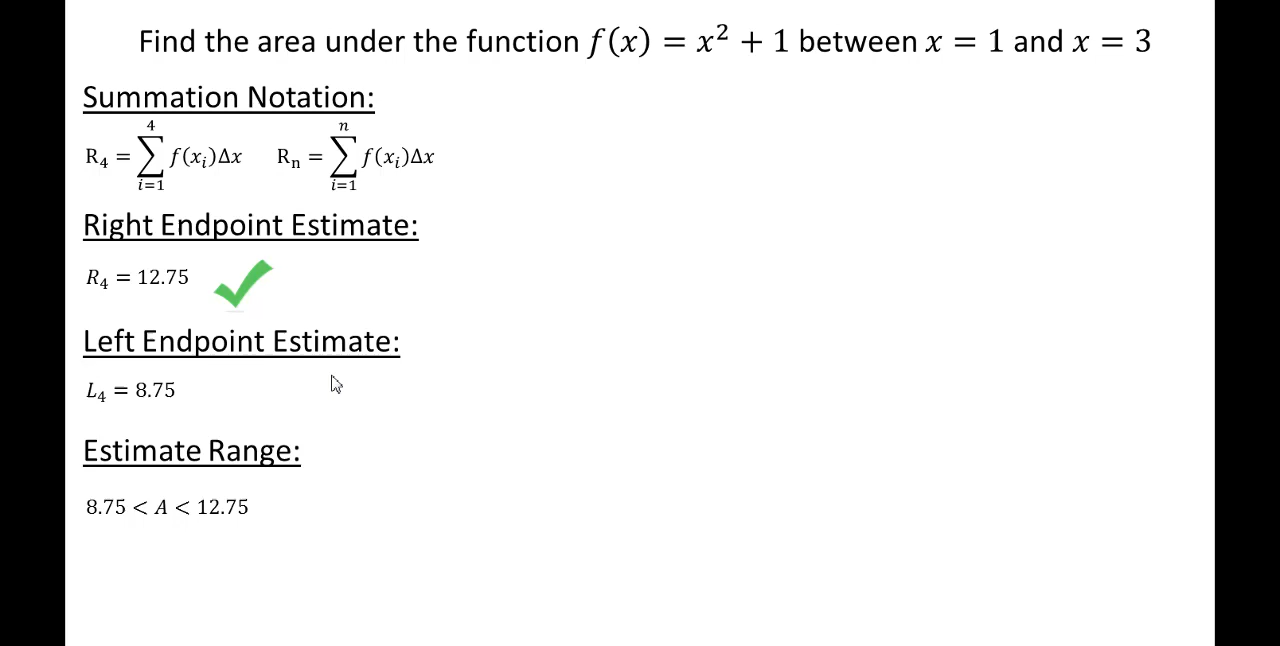 Find the area under the function f(x) = x² + 1 between x = 1 and x = 3
Summation Notation:
R₄ = ∑_{i=1}^{4} f(xᵢ)Δx    Rₙ = ∑_{i=1}^{n} f(xᵢ)Δx
Right Endpoint Estimate:
R₄ = 12.75
Left Endpoint Estimate:
L₄ = 8.75
Estimate Range:
8.75 < A < 12.75